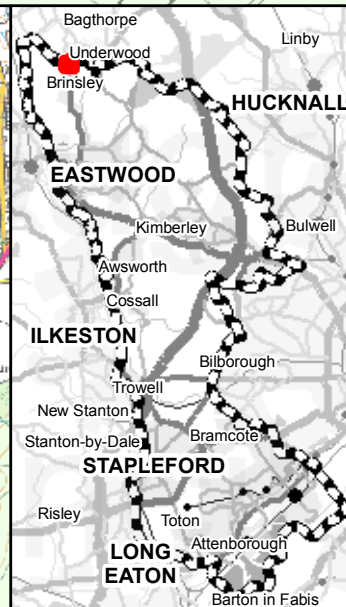 Bagthorpe
Linby
Underwood
Brinsley
HUCKNALL
EASTWOOD
Kimberley
Bulwell
Awsworth
Cossall
ILKESTON
Bilborough
Trowell
New Stanton
Bramcote
Stanton-by-Dale
STAPLEFORD
Risley
Toton
Attenborough
LONG
EATON
Barton in Fabis